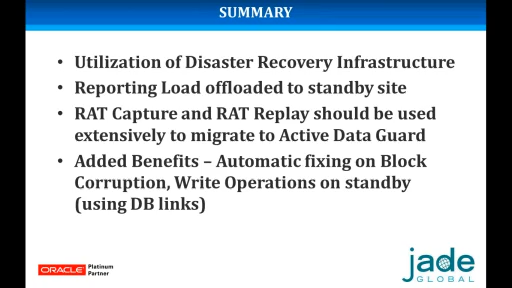 SUMMARY
• Utilization of Disaster Recovery Infrastructure
• Reporting Load offloaded to standby site
• RAT Capture and RAT Replay should be used
extensively to migrate to Active Data Guard
• Added Benefits – Automatic fixing on Block
Corruption, Write Operations on standby
(using DB links)
ORACLE Platinum
Partner
jade
GLOBAL